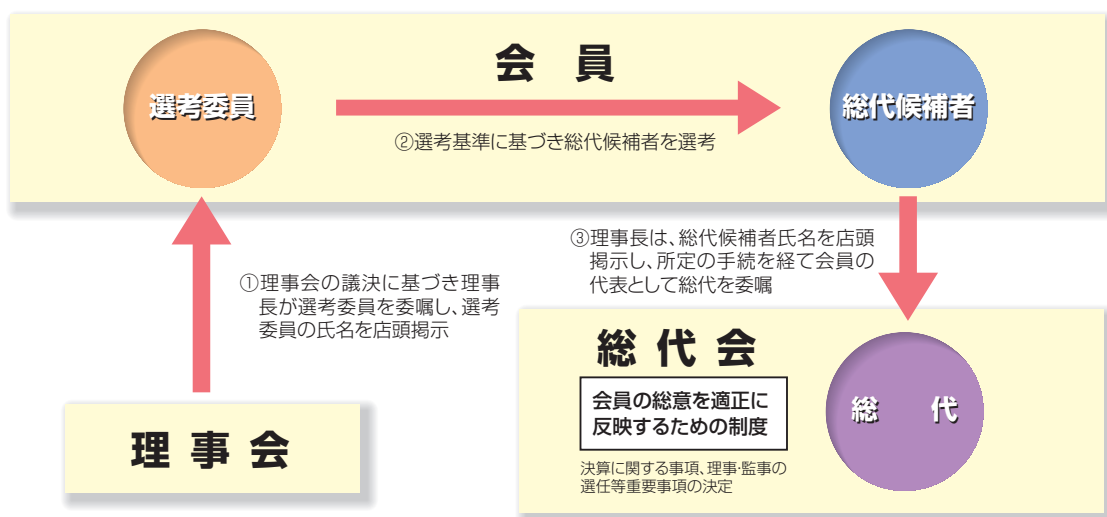 会 員
選考委員
総代候補者
②選考基準に基づき総代候補者を選考
③理事長は、総代候補者氏名を店頭
掲示し、所定の手続を経て会員の
代表として総代を委嘱
①理事会の議決に基づき理事
長が選考委員を委嘱し、選考
委員の氏名を店頭掲示
総 代 会
会員の総意を適正に
反映するための制度
総 代
決算に関する事項、理事・監事の
選任等重要事項の決定
理 事 会